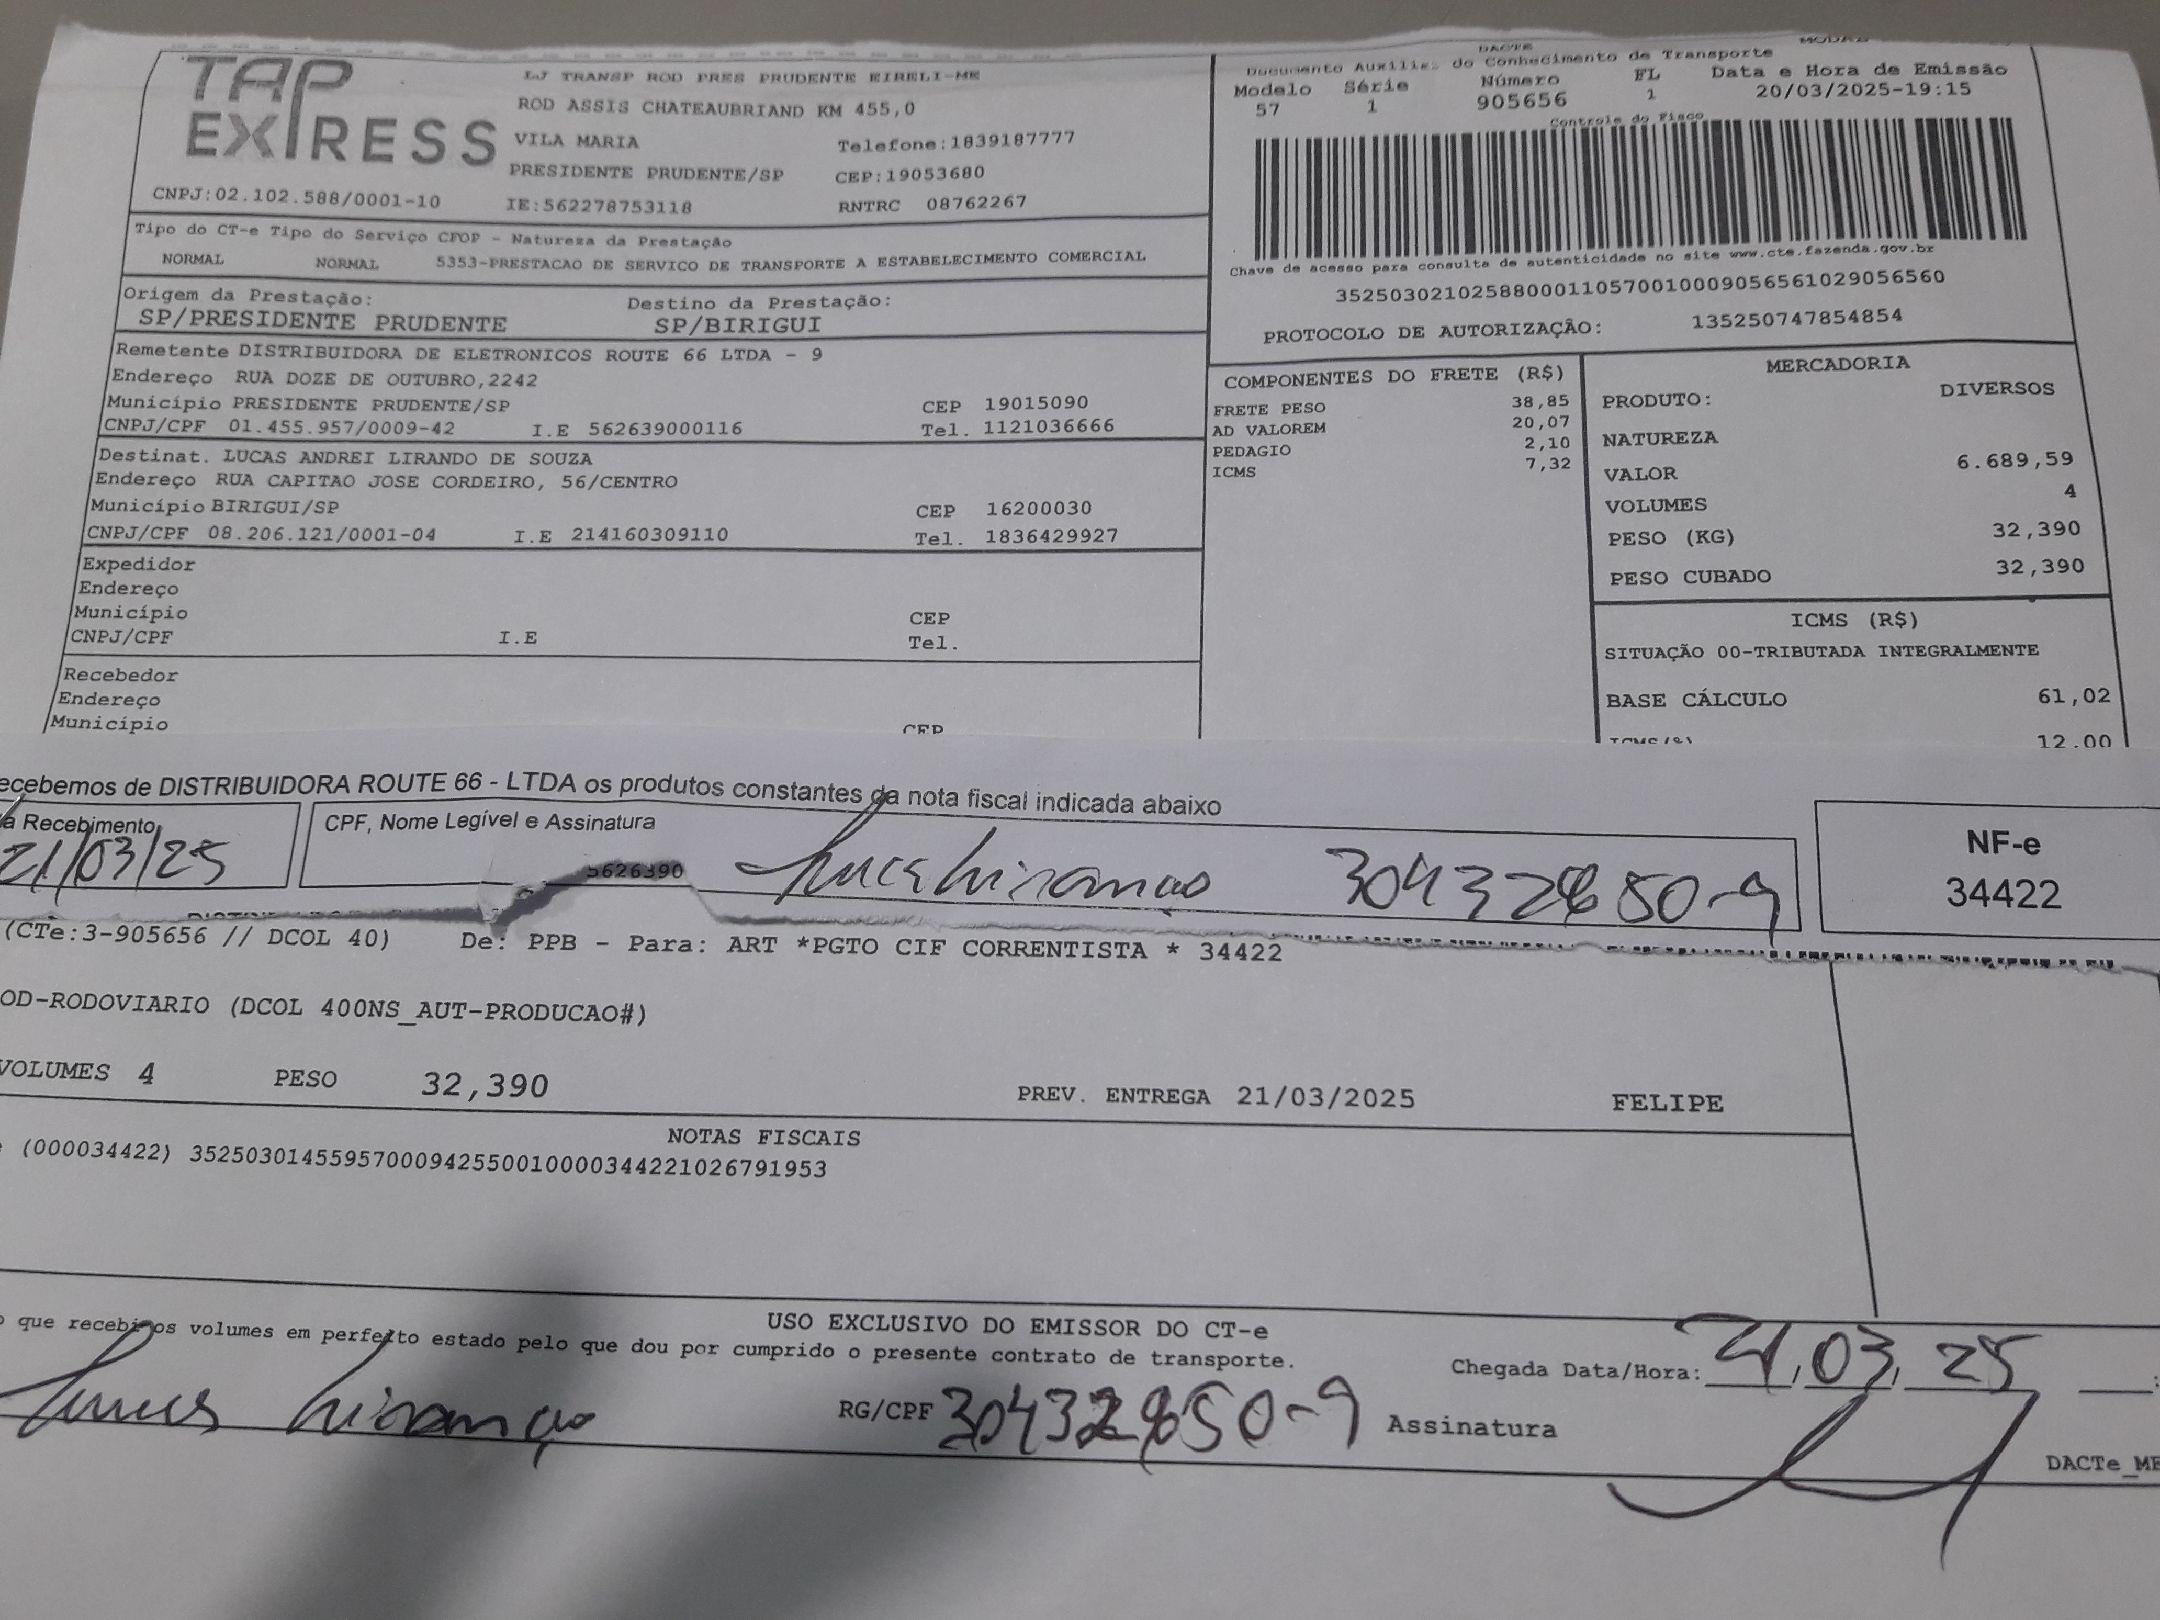 TAP EXPRESS
LJ TRANSP ROD PRES PRUDENTE EIRELI-ME
ROD ASSIS CHATEAUBRIAND KM 455,0
VILA MARIA Telefone:1839187777
PRESIDENTE PRUDENTE/SP CEP:19053680
CNPJ:02.102.588/0001-10 IE:562278753118 RNTRC 08762267
DACTE
Documento Auxiliar do Conhecimento de Transporte
Modelo Série Número FL Data e Hora de Emissão
57 1 905656 1 20/03/2025-19:15
Controle do Fisco
Chave de acesso para consulta de autenticidade no site www.cte.fazenda.gov.br
35250302102588000110570010009056561029056560
PROTOCOLO DE AUTORIZAÇÃO: 135250747854854
Tipo do CT-e Tipo do Serviço CFOP - Natureza da Prestação
NORMAL NORMAL 5353-PRESTACAO DE SERVICO DE TRANSPORTE A ESTABELECIMENTO COMERCIAL
Origem da Prestação: Destino da Prestação:
SP/PRESIDENTE PRUDENTE SP/BIRIGUI
Remetente DISTRIBUIDORA DE ELETRONICOS ROUTE 66 LTDA - 9
Endereço RUA DOZE DE OUTUBRO,2242
Município PRESIDENTE PRUDENTE/SP CEP 19015090
CNPJ/CPF 01.455.957/0009-42 I.E 562639000116 Tel. 1121036666
Destinat. LUCAS ANDREI LIRANDO DE SOUZA
Endereço RUA CAPITAO JOSE CORDEIRO, 56/CENTRO
Município BIRIGUI/SP CEP 16200030
CNPJ/CPF 08.206.121/0001-04 I.E 214160309110 Tel. 1836429927
Expedidor
Endereço
Município CEP
CNPJ/CPF I.E Tel.
Recebedor
Endereço
Município CEP
COMPONENTES DO FRETE (R$)
FRETE PESO 38,85
AD VALOREM 20,07
PEDAGIO 2,10
ICMS 7,32
MERCADORIA
PRODUTO: DIVERSOS
NATUREZA
VALOR 6.689,59
VOLUMES 4
PESO (KG) 32,390
PESO CUBADO 32,390
ICMS (R$)
SITUAÇÃO 00-TRIBUTADA INTEGRALMENTE
BASE CÁLCULO 61,02
ICMS(%) 12.00
ecebemos de DISTRIBUIDORA ROUTE 66 - LTDA os produtos constantes da nota fiscal indicada abaixo
a Recebimento CPF, Nome Legível e Assinatura
21/03/25 5626390 Lucas Lirando 304328650-9
NF-e
34422
(CTe:3-905656 // DCOL 40) De: PPB - Para: ART *PGTO CIF CORRENTISTA * 34422
OD-RODOVIARIO (DCOL 400NS_AUT-PRODUCAO#)
VOLUMES 4 PESO 32,390 PREV. ENTREGA 21/03/2025 FELIPE
NOTAS FISCAIS
(000034422) 35250301455957000942550010000344221026791953
USO EXCLUSIVO DO EMISSOR DO CT-e
o que recebi os volumes em perfeito estado pelo que dou por cumprido o presente contrato de transporte.
Chegada Data/Hora: 21,03,25 :
Lucas Lirando RG/CPF 304328650-9 Assinatura
DACTe_ME